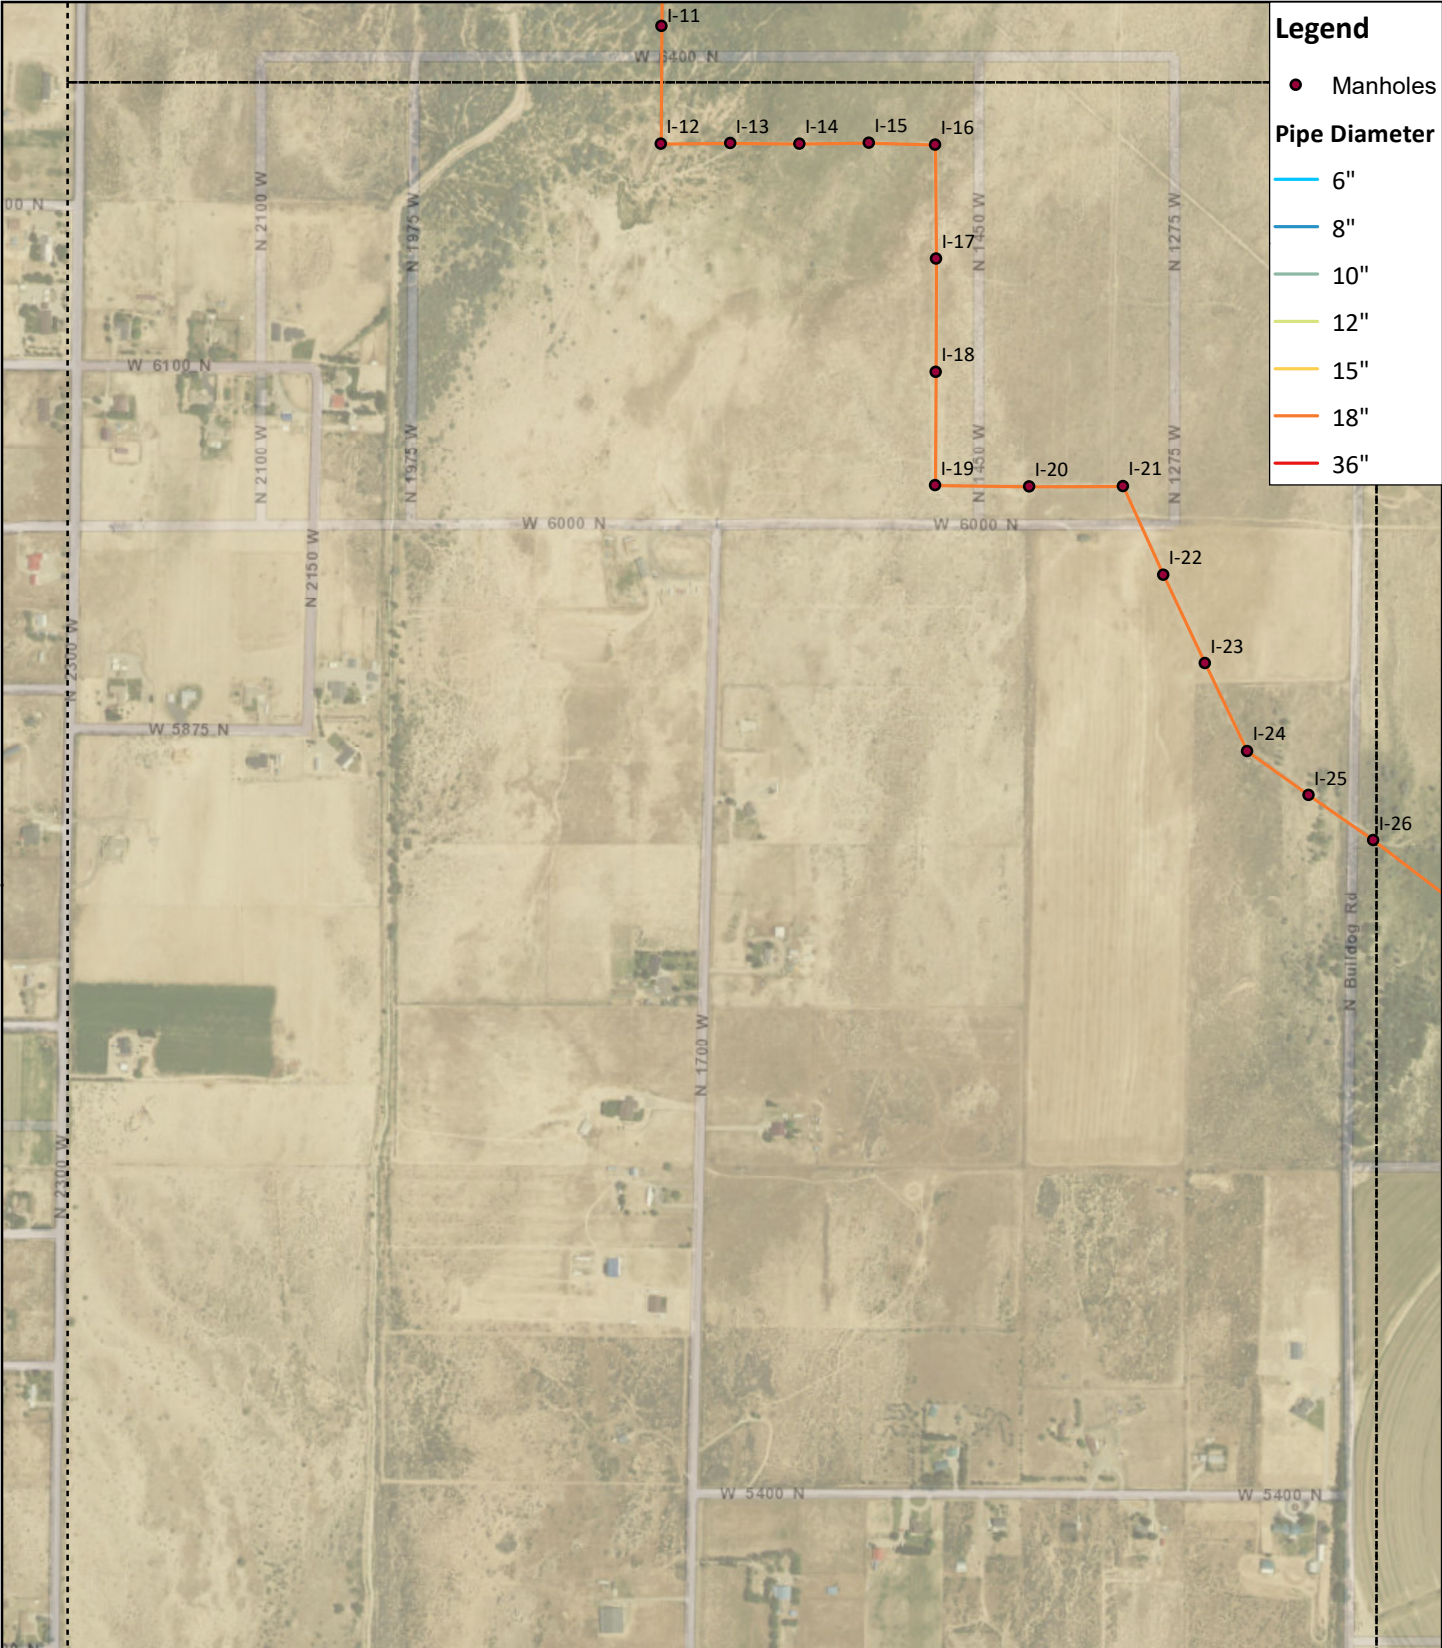 I-11
W 6400 N
I-12
I-13
I-14
I-15
I-16
00 N
N 2100 W
N 1975 W
N 1450 W
N 1275 W
I-17
I-18
W 6100 N
N 2100 W
N 1975 W
N 1450 W
N 1275 W
I-19
I-20
I-21
W 6000 N
W 6000 N
N 2150 W
I-22
N 2300 W
I-23
W 5875 N
I-24
I-25
I-26
N Bulldog Rd
N 1700 W
N 2300 W
W 5400 N
W 5400 N
Legend
Manholes
Pipe Diameter
6"
8"
10"
12"
15"
18"
36"